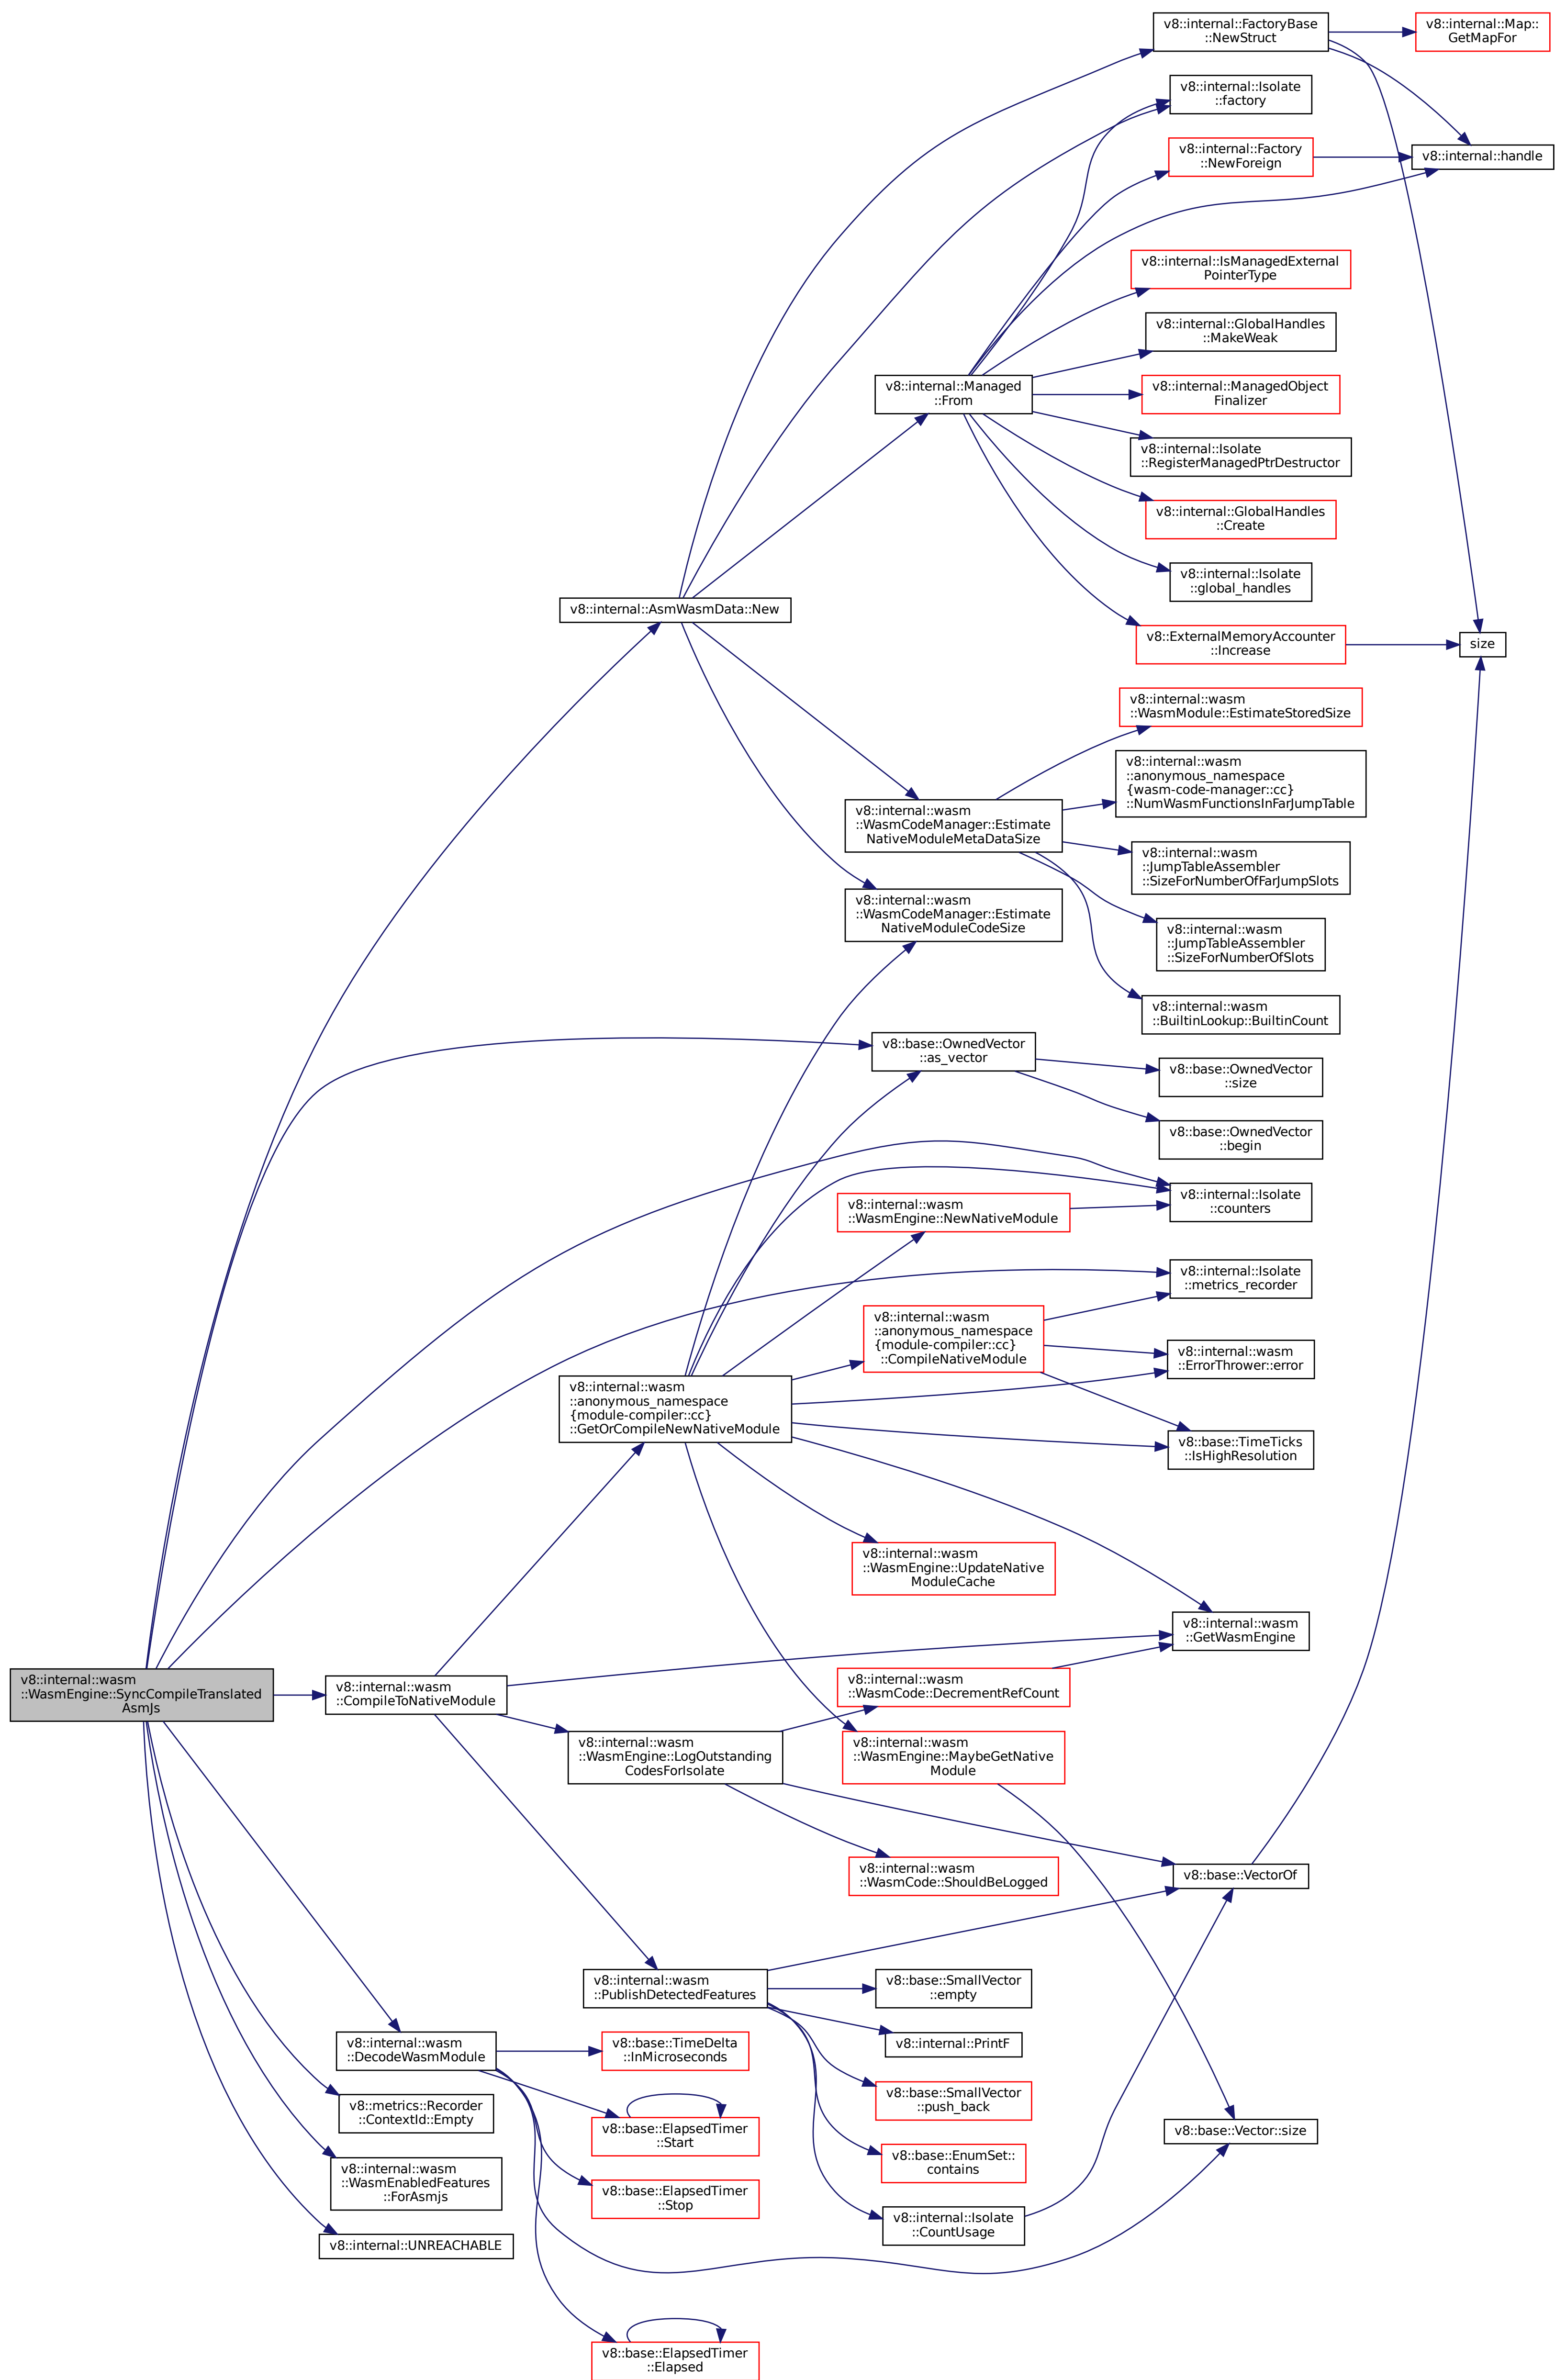 v8::internal::FactoryBase
::NewStruct
v8::internal::Map::
GetMapFor
v8::internal::Isolate
::factory
v8::internal::Factory
::NewForeign
v8::internal::handle
v8::internal::IsManagedExternal
PointerType
v8::internal::GlobalHandles
::MakeWeak
v8::internal::Managed
::From
v8::internal::ManagedObject
Finalizer
v8::internal::Isolate
::RegisterManagedPtrDestructor
v8::internal::GlobalHandles
::Create
v8::internal::Isolate
::global_handles
v8::internal::AsmWasmData::New
v8::ExternalMemoryAccounter
::Increase
size
v8::internal::wasm
::WasmModule::EstimateStoredSize
v8::internal::wasm
::anonymous_namespace
{wasm-code-manager::cc}
::NumWasmFunctionsInFarJumpTable
v8::internal::wasm
::WasmCodeManager::Estimate
NativeModuleMetaDataSize
v8::internal::wasm
::JumpTableAssembler
::SizeForNumberOfFarJumpSlots
v8::internal::wasm
::WasmCodeManager::Estimate
NativeModuleCodeSize
v8::internal::wasm
::JumpTableAssembler
::SizeForNumberOfSlots
v8::internal::wasm
::BuiltinLookup::BuiltinCount
v8::base::OwnedVector
::as_vector
v8::base::OwnedVector
::size
v8::base::OwnedVector
::begin
v8::internal::wasm
::WasmEngine::NewNativeModule
v8::internal::Isolate
::counters
v8::internal::Isolate
::metrics_recorder
v8::internal::wasm
::anonymous_namespace
{module-compiler::cc}
::CompileNativeModule
v8::internal::wasm
::ErrorThrower::error
v8::internal::wasm
::anonymous_namespace
{module-compiler::cc}
::GetOrCompileNewNativeModule
v8::base::TimeTicks
::IsHighResolution
v8::internal::wasm
::WasmEngine::UpdateNative
ModuleCache
v8::internal::wasm
::GetWasmEngine
v8::internal::wasm
::WasmEngine::SyncCompileTranslated
AsmJs
v8::internal::wasm
::CompileToNativeModule
v8::internal::wasm
::WasmCode::DecrementRefCount
v8::internal::wasm
::WasmEngine::LogOutstanding
CodesForIsolate
v8::internal::wasm
::WasmEngine::MaybeGetNative
Module
v8::internal::wasm
::WasmCode::ShouldBeLogged
v8::base::VectorOf
v8::internal::wasm
::PublishDetectedFeatures
v8::base::SmallVector
::empty
v8::internal::wasm
::DecodeWasmModule
v8::base::TimeDelta
::InMicroseconds
v8::internal::PrintF
v8::metrics::Recorder
::ContextId::Empty
v8::base::ElapsedTimer
::Start
v8::base::SmallVector
::push_back
v8::base::Vector::size
v8::internal::wasm
::WasmEnabledFeatures
::ForAsmjs
v8::base::ElapsedTimer
::Stop
v8::base::EnumSet::
contains
v8::internal::UNREACHABLE
v8::internal::Isolate
::CountUsage
v8::base::ElapsedTimer
::Elapsed